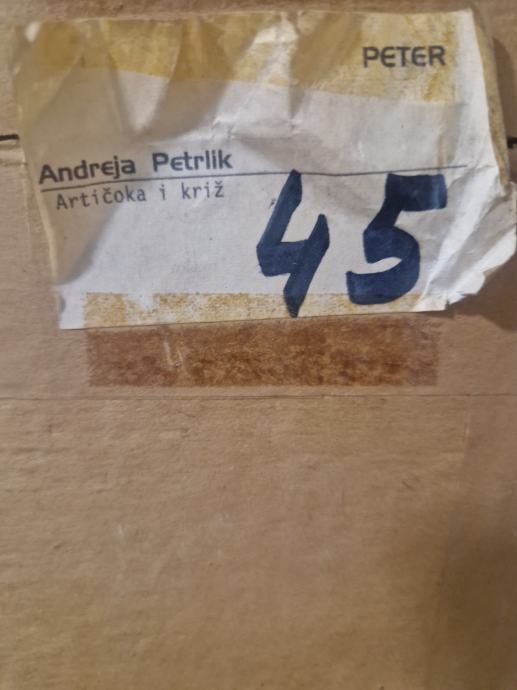 PETER
Andreja Petrlik
Artičoka i križ
45